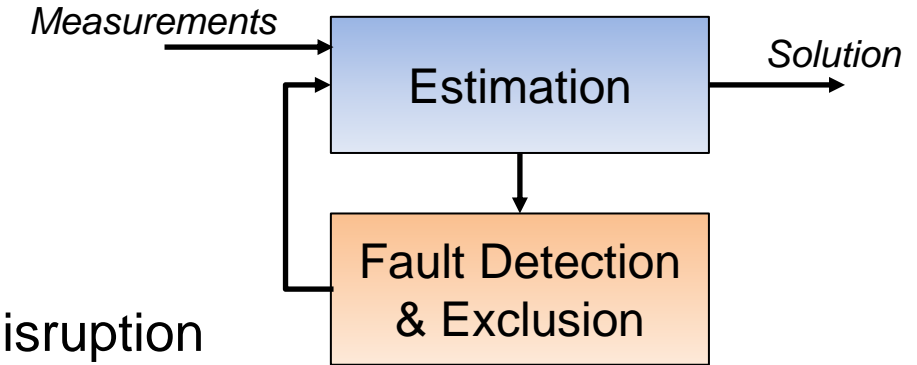 Measurements
Solution
Estimation
Fault Detection
& Exclusion
isruption